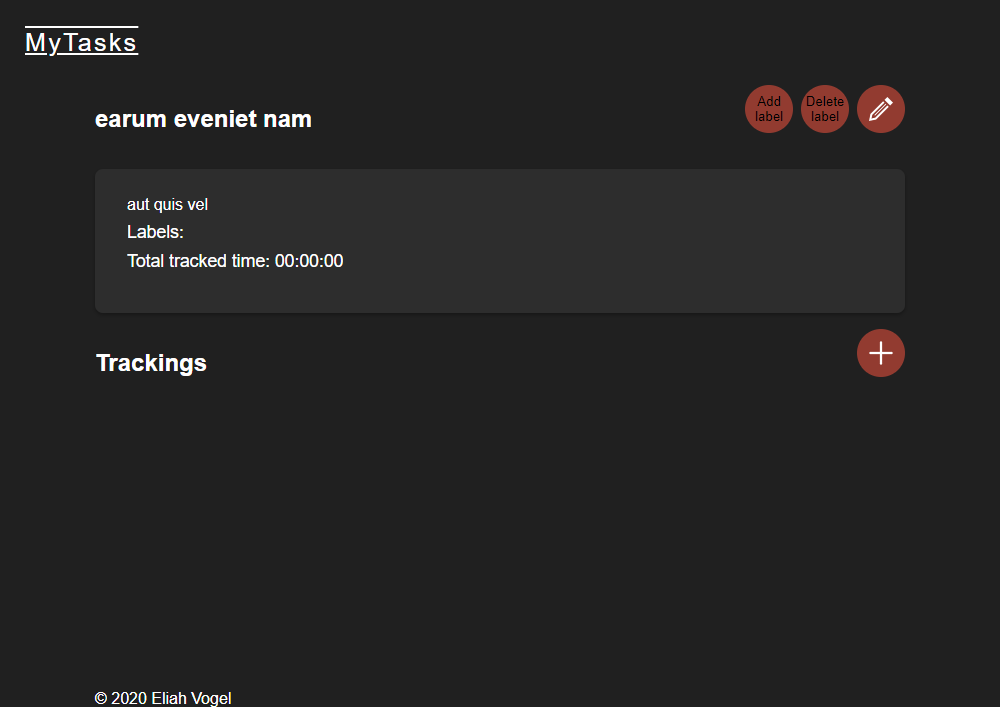 MyTasks
earum eveniet nam
Add
label
Delete
label
aut quis vel
Labels:
Total tracked time: 00:00:00
Trackings
© 2020 Eliah Vogel